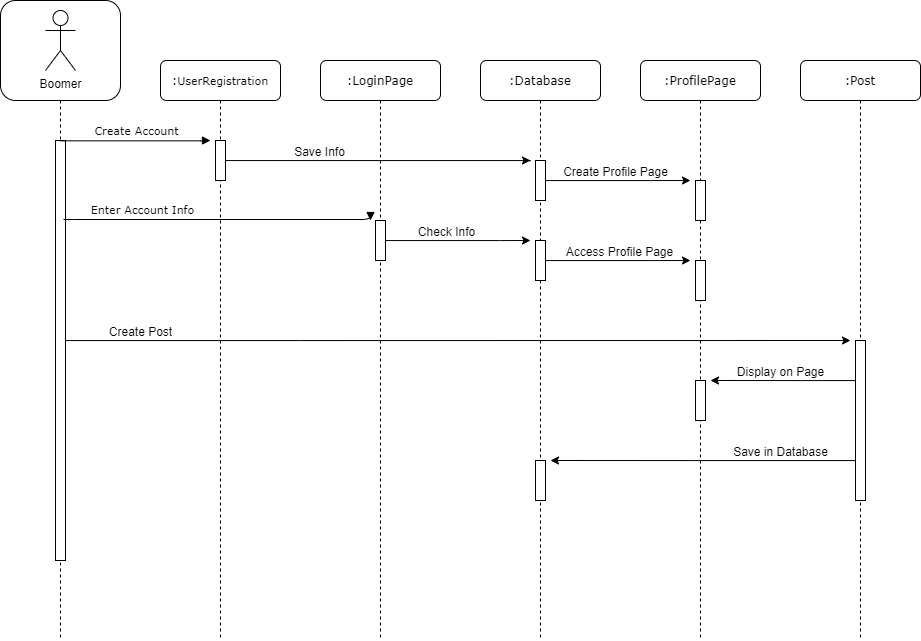 Boomer
:UserRegistration
:LoginPage
:Database
:ProfilePage
:Post
Create Account
Save Info
Create Profile Page
Enter Account Info
Check Info
Access Profile Page
Create Post
Display on Page
Save in Database